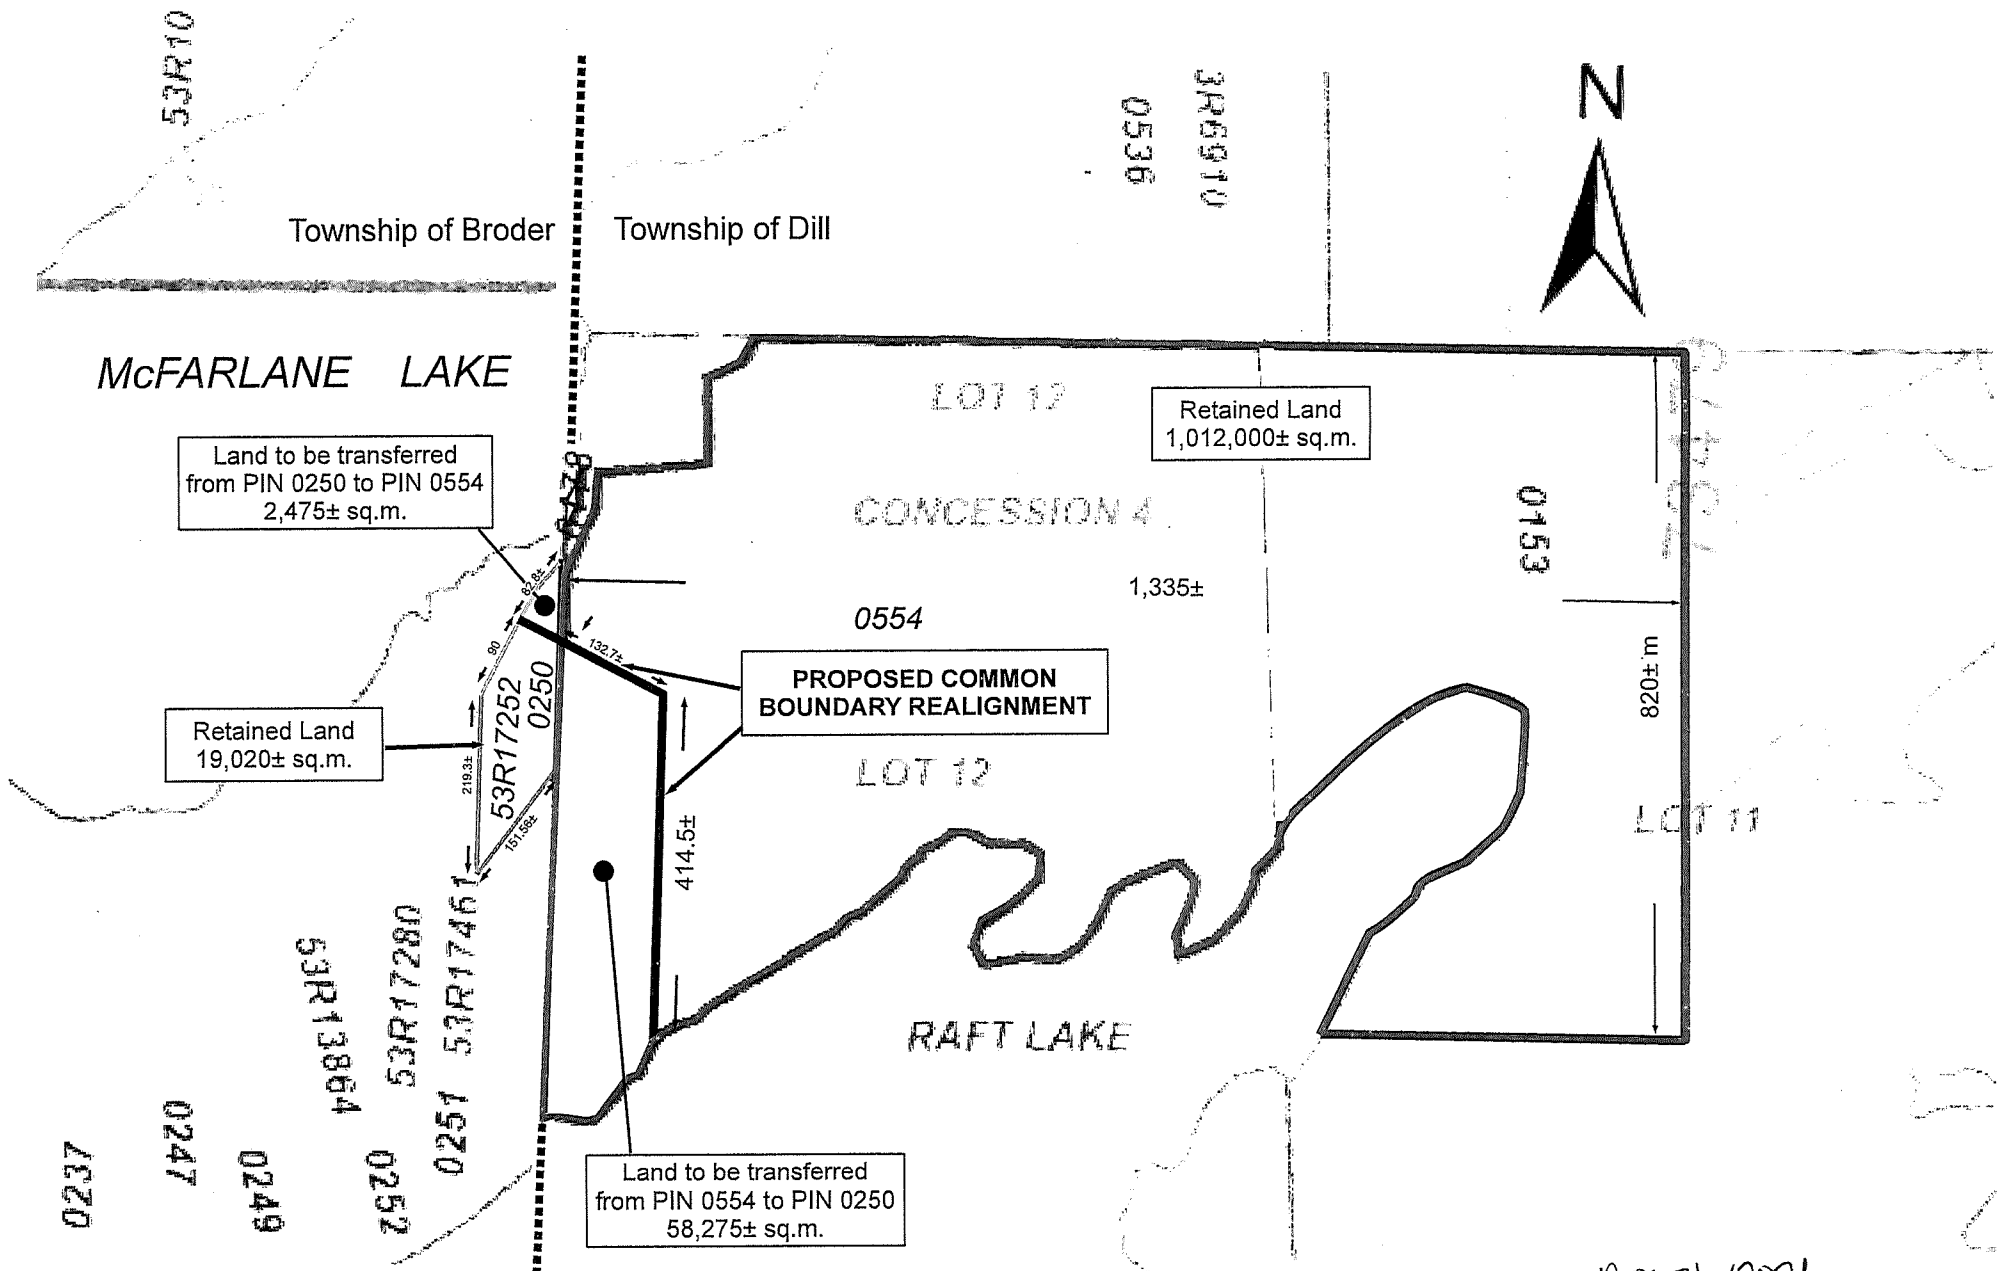 53R10
0536
3R6910
N
Township of Broder
Township of Dill
McFARLANE LAKE
LOT 12
Retained Land
1,012,000± sq.m.
Land to be transferred
from PIN 0250 to PIN 0554
2,475± sq.m.
CONCESSION 4
0153
1,335±
0554
82.8±
132.7±
90
PROPOSED COMMON
BOUNDARY REALIGNMENT
820± m
53R17252
0250
Retained Land
19,020± sq.m.
219.3±
151.56±
LOT 12
414.5±
LOT 11
RAFT LAKE
53R13864
53R17280
53R17461
0237
0247
0249
0252
0251
Land to be transferred
from PIN 0554 to PIN 0250
58,275± sq.m.